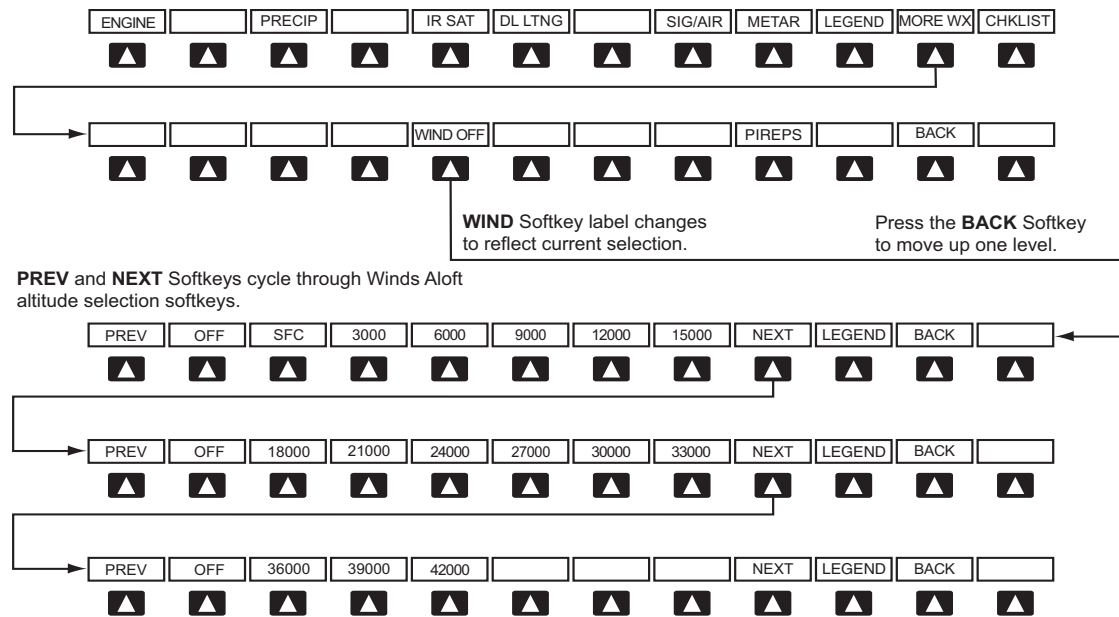 ENGINE PRECIP IR SAT DL LTNG SIG/AIR METAR LEGEND MORE WX CHKLIST
WIND OFF PIREPS BACK
WIND Softkey label changes
to reflect current selection.
Press the BACK Softkey
to move up one level.
PREV and NEXT Softkeys cycle through Winds Aloft
altitude selection softkeys.
PREV OFF SFC 3000 6000 9000 12000 15000 NEXT LEGEND BACK
PREV OFF 18000 21000 24000 27000 30000 33000 NEXT LEGEND BACK
PREV OFF 36000 39000 42000 NEXT LEGEND BACK